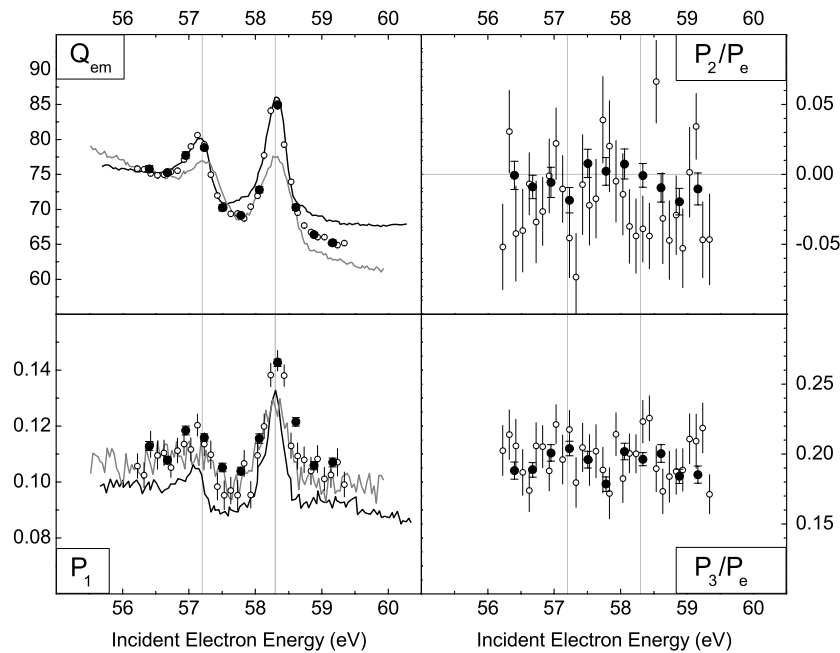 56 57 58 59 60 56 57 58 59 60
Q_em
P_2/P_e
90
85
80
75
70
65
60
0.05
0.00
-0.05
0.14
0.12
0.10
0.08
0.25
0.20
0.15
P_1
P_3/P_e
56 57 58 59 60 56 57 58 59 60
Incident Electron Energy (eV) Incident Electron Energy (eV)